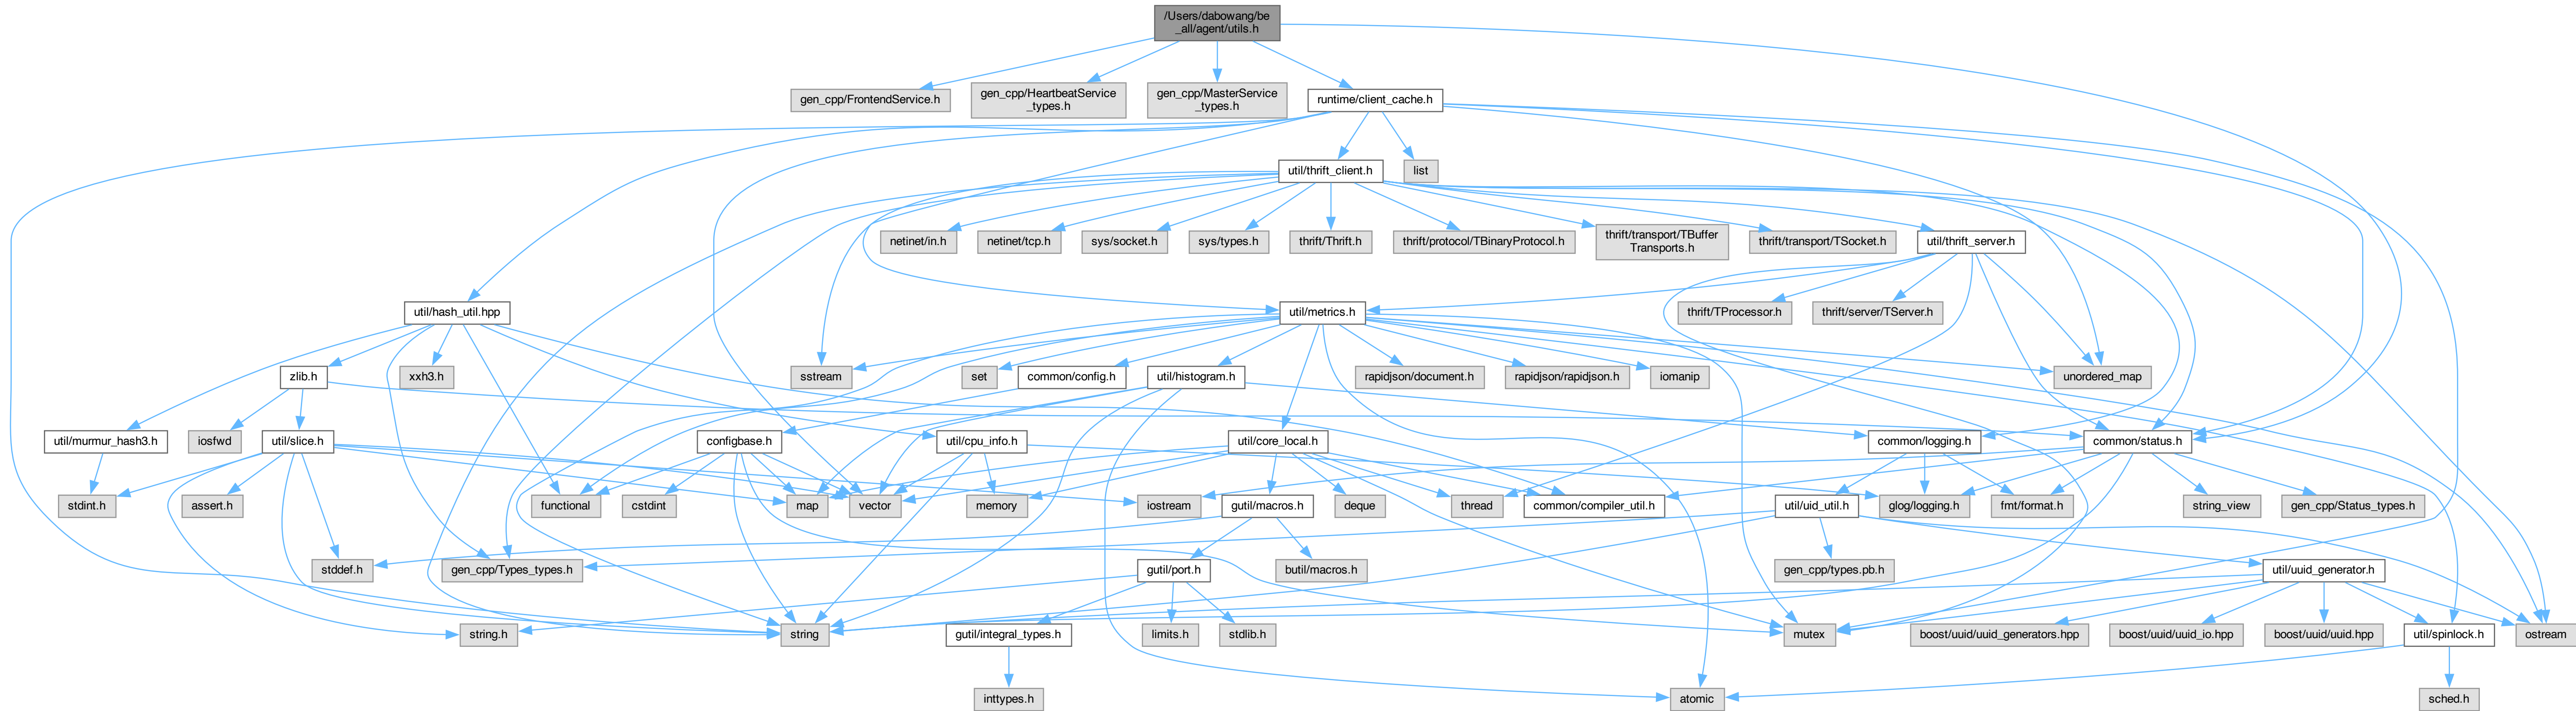 /Users/dabowang/be
_all/agent/utils.h
gen_cpp/FrontendService.h
gen_cpp/HeartbeatService
_types.h
gen_cpp/MasterService
_types.h
runtime/client_cache.h
util/thrift_client.h
list
netinet/in.h
netinet/tcp.h
sys/socket.h
sys/types.h
thrift/Thrift.h
thrift/protocol/TBinaryProtocol.h
thrift/transport/TBuffer
Transports.h
thrift/transport/TSocket.h
util/thrift_server.h
util/hash_util.hpp
util/metrics.h
thrift/TProcessor.h
thrift/server/TServer.h
zlib.h
xxh3.h
sstream
set
common/config.h
util/histogram.h
rapidjson/document.h
rapidjson/rapidjson.h
iomanip
unordered_map
util/murmur_hash3.h
iosfwd
util/slice.h
configbase.h
util/cpu_info.h
util/core_local.h
common/logging.h
common/status.h
stdint.h
assert.h
functional
cstdint
map
vector
memory
iostream
gutil/macros.h
deque
thread
common/compiler_util.h
util/uid_util.h
glog/logging.h
fmt/format.h
string_view
gen_cpp/Status_types.h
stddef.h
gen_cpp/Types_types.h
gutil/port.h
butil/macros.h
gen_cpp/types.pb.h
util/uuid_generator.h
string.h
string
gutil/integral_types.h
limits.h
stdlib.h
mutex
boost/uuid/uuid_generators.hpp
boost/uuid/uuid_io.hpp
boost/uuid/uuid.hpp
util/spinlock.h
ostream
inttypes.h
atomic
sched.h